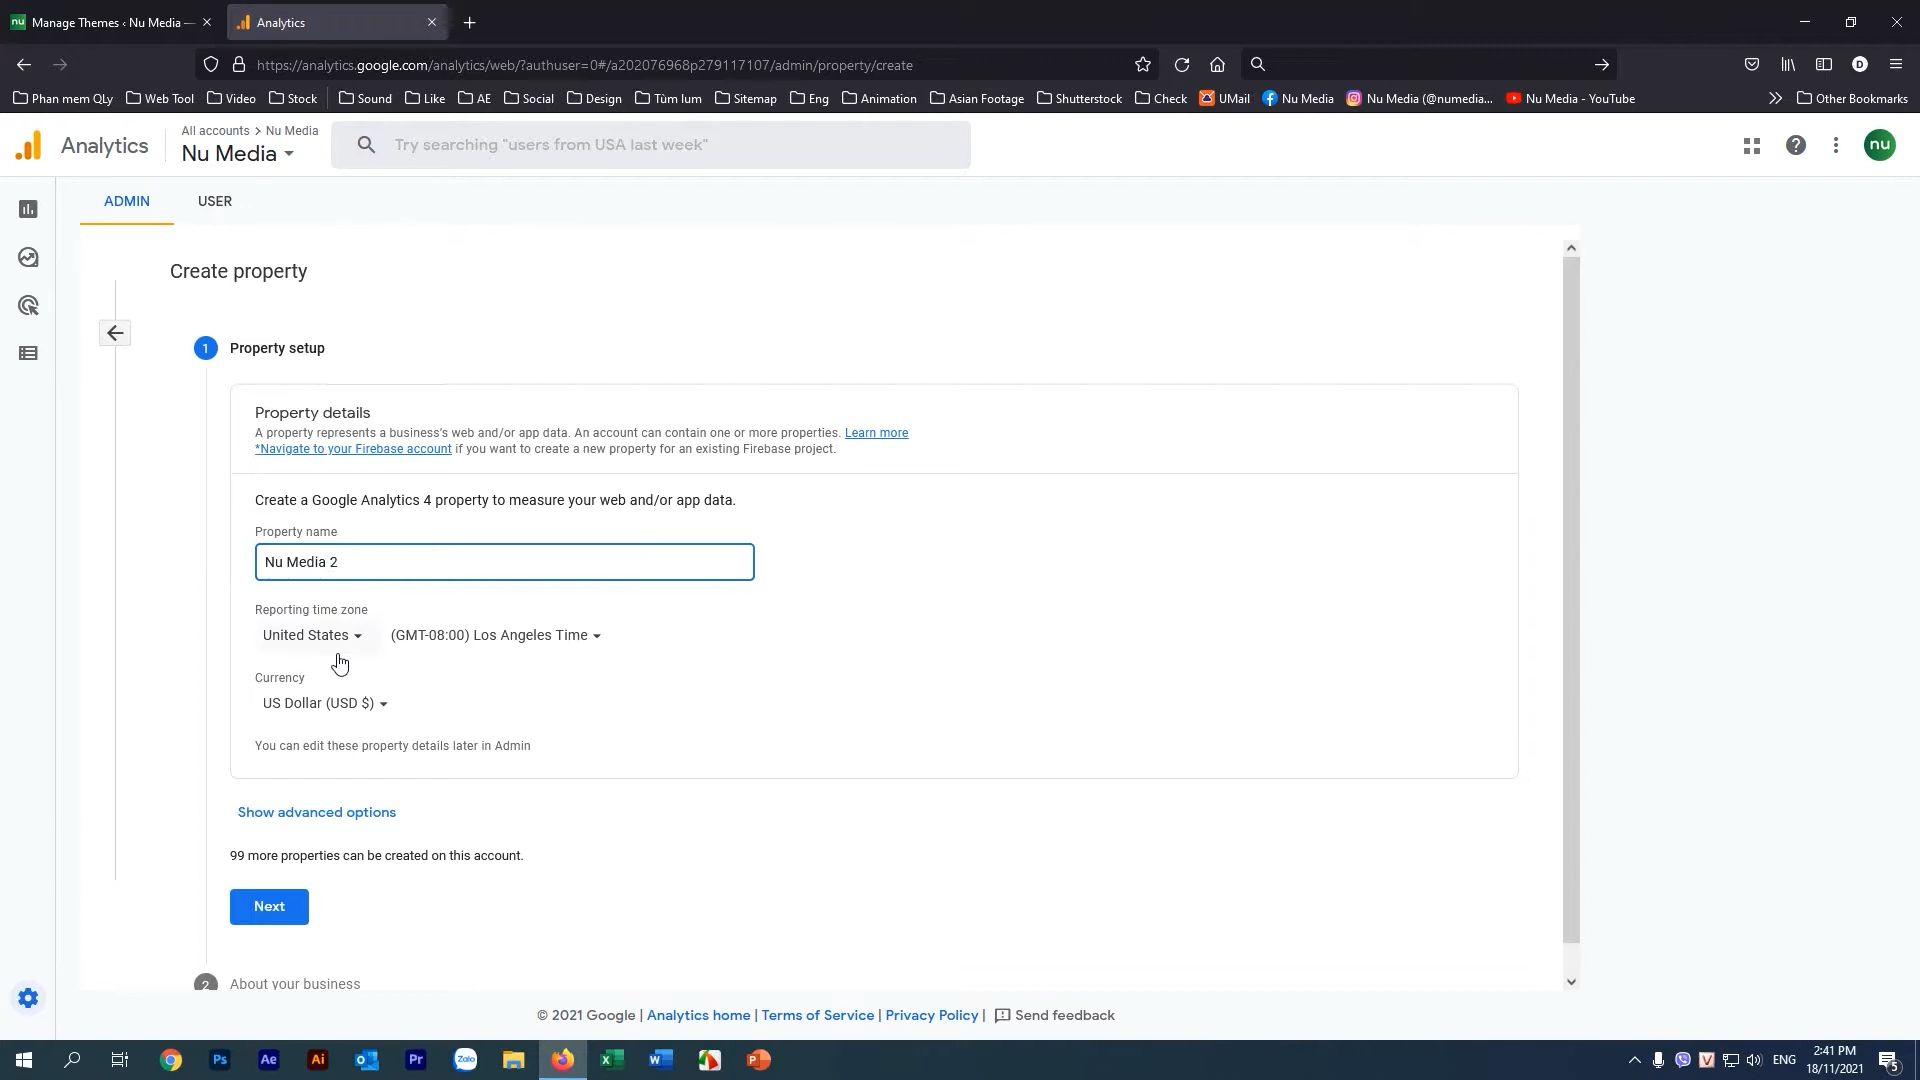 Manage Themes ‹ Nu Media —
Analytics
https://analytics.google.com/analytics/web/?authuser=0#/a202076968p279117107/admin/property/create
D
Phan mem QLy
Web Tool
Video
Stock
Sound
Like
AE
Social
Design
Tùm lum
Sitemap
Eng
Animation
Asian Footage
Shutterstock
Check
UMail
Nu Media
Nu Media (@numedia...
Nu Media - YouTube
Other Bookmarks
Analytics
All accounts > Nu Media
Nu Media
Try searching "users from USA last week"
nu
ADMIN
USER
Create property
1
Property setup
Property details
A property represents a business's web and/or app data. An account can contain one or more properties. Learn more
*Navigate to your Firebase account if you want to create a new property for an existing Firebase project.
Create a Google Analytics 4 property to measure your web and/or app data.
Property name
Nu Media 2
Reporting time zone
United States
(GMT-08:00) Los Angeles Time
Currency
US Dollar (USD $)
You can edit these property details later in Admin
Show advanced options
99 more properties can be created on this account.
Next
2
About your business
© 2021 Google | Analytics home | Terms of Service | Privacy Policy | Send feedback
Ps
Ae
Ai
Pr
Zalo
ENG
2:41 PM
18/11/2021
5